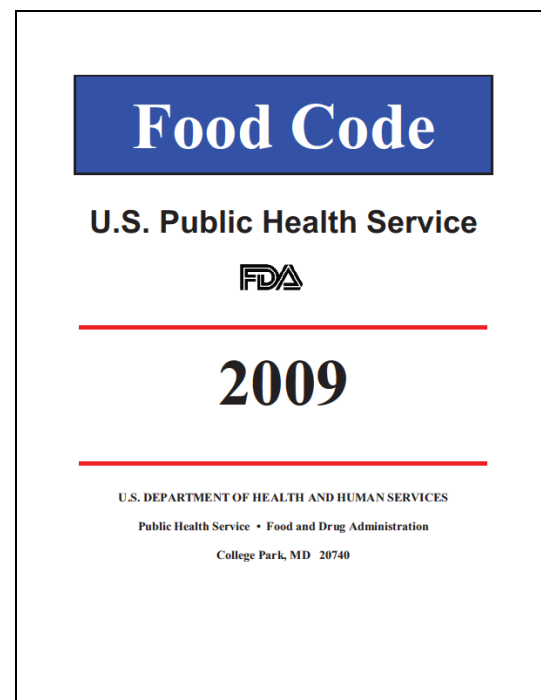 Food Code
U.S. Public Health Service
FDA
2009
U.S. DEPARTMENT OF HEALTH AND HUMAN SERVICES
Public Health Service • Food and Drug Administration
College Park, MD 20740